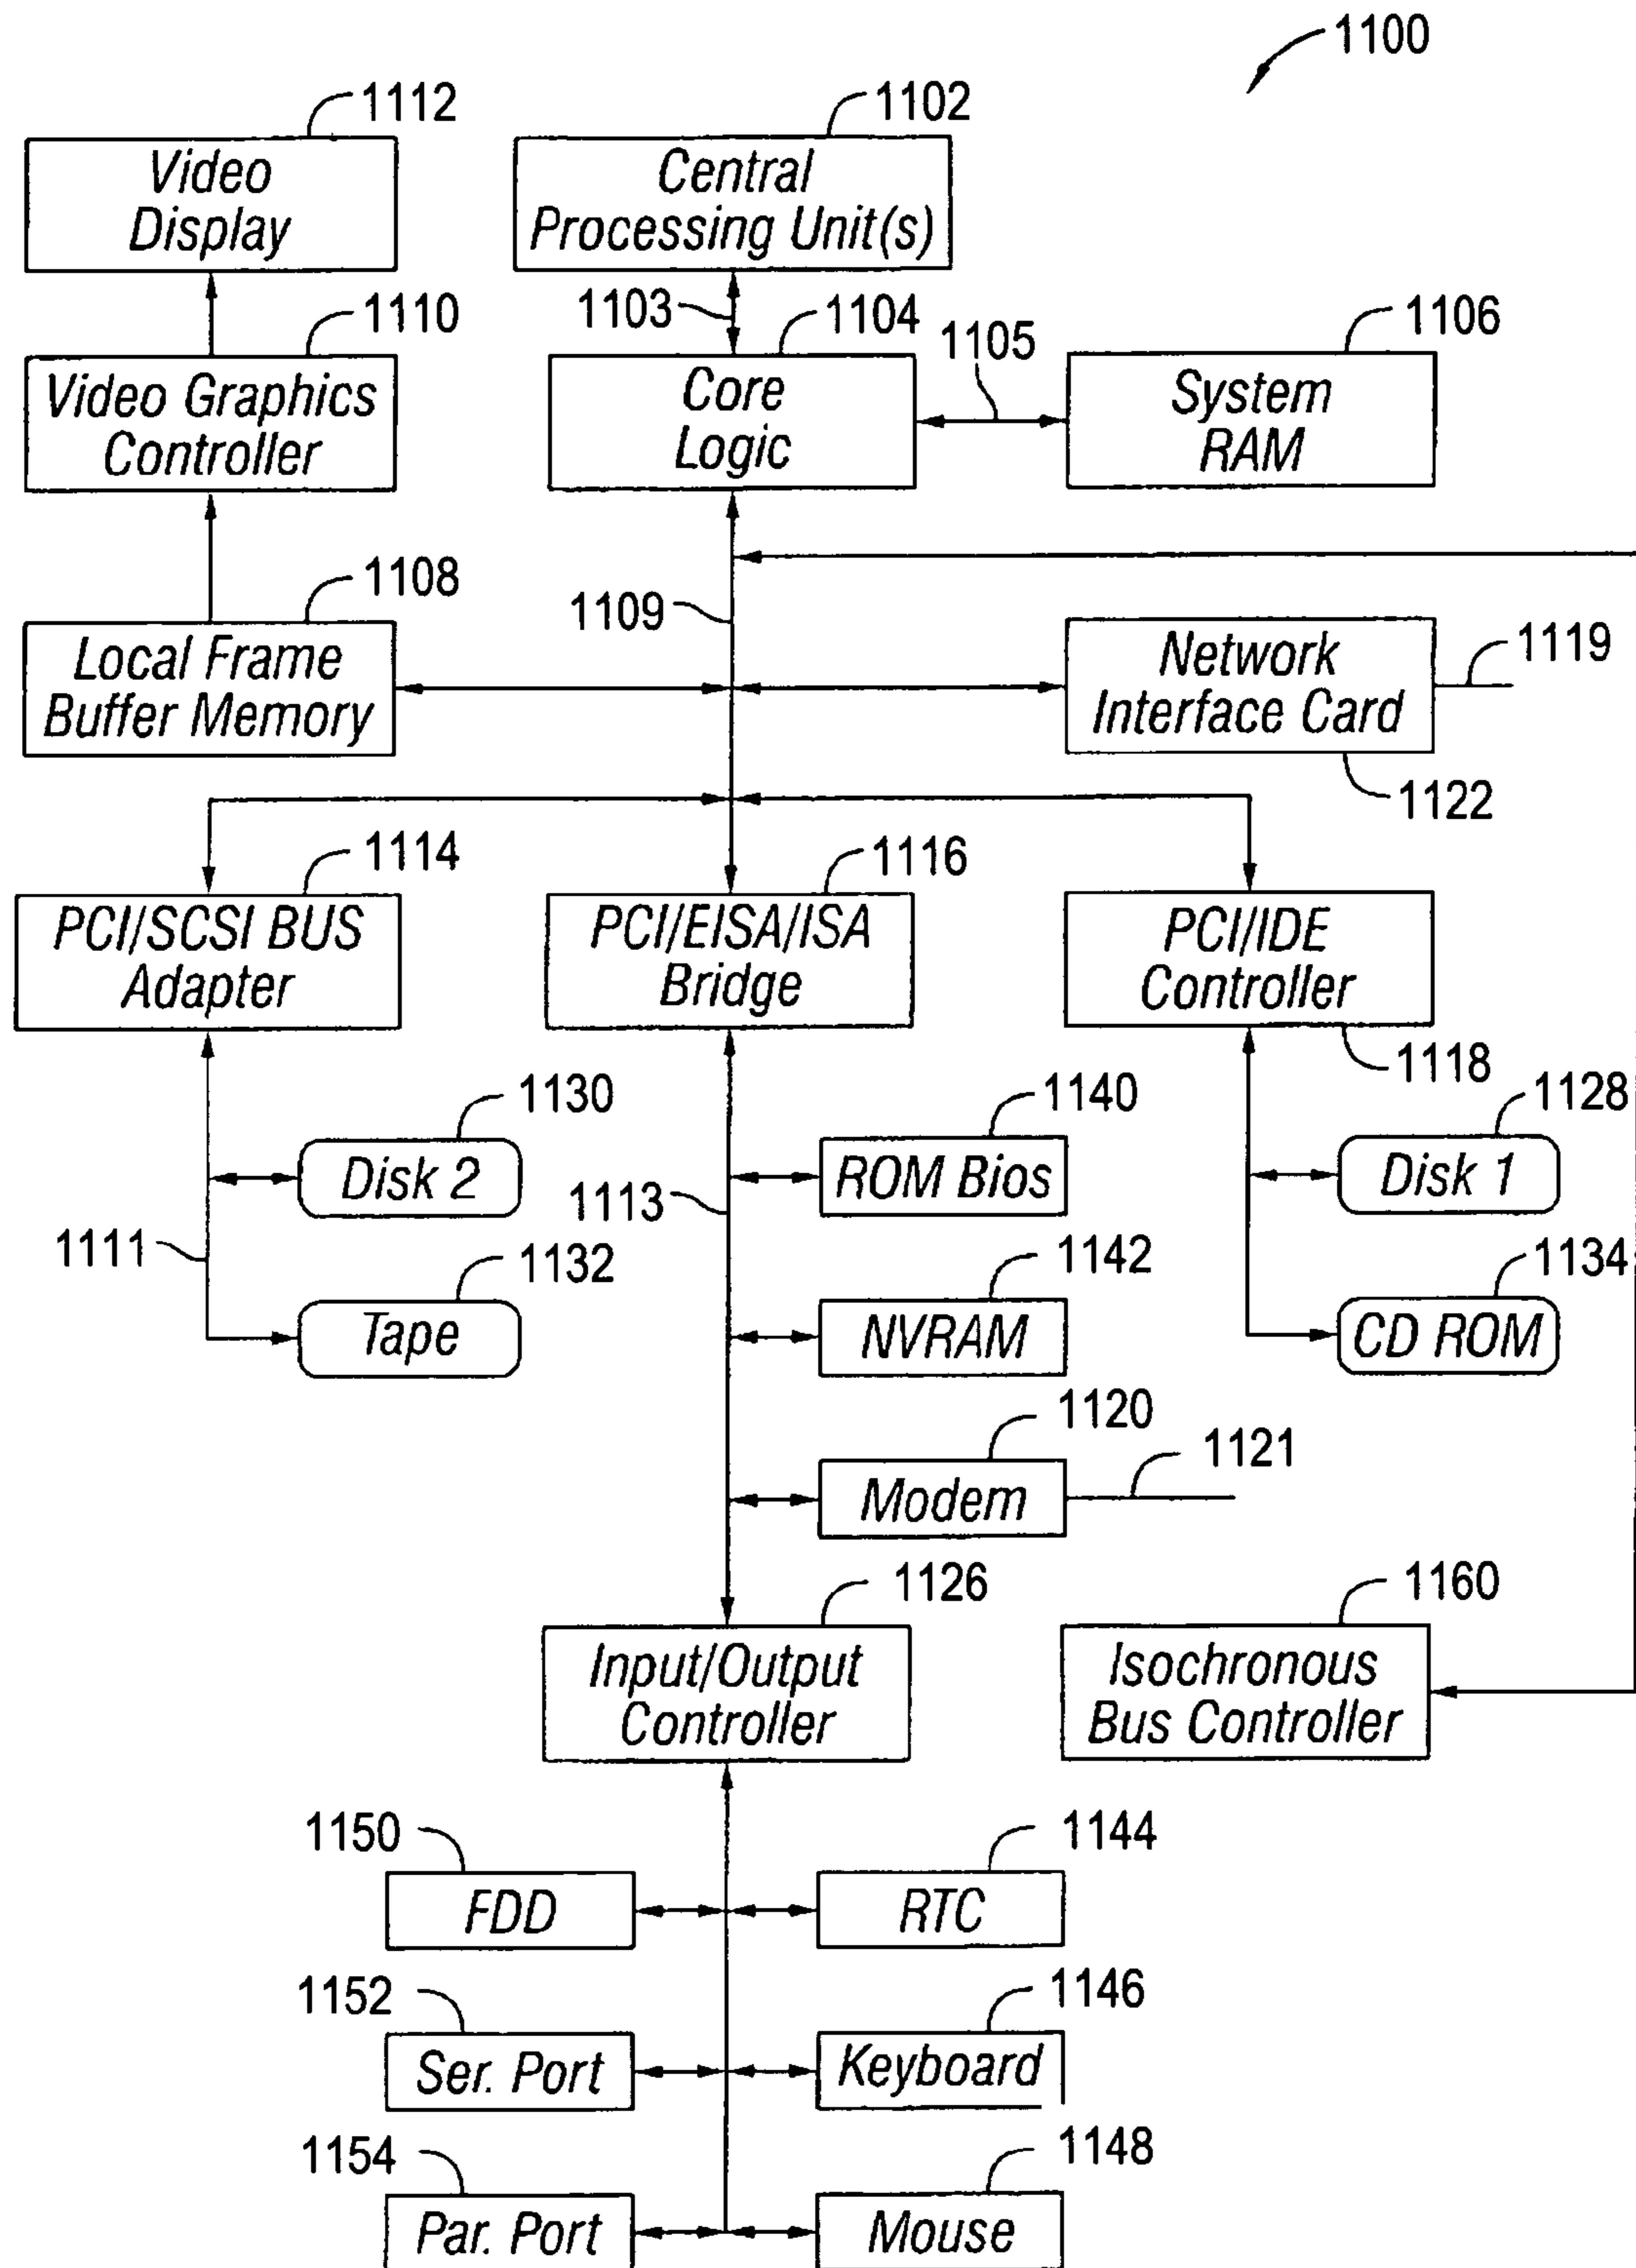 1100
1112
1102
Video
Display
Central
Processing Unit(s)
1103
1110
1104
1105
1106
Video Graphics
Controller
Core
Logic
System
RAM
1108
1109
1119
Local Frame
Buffer Memory
Network
Interface Card
1122
1114
1116
PCI/SCSI BUS
Adapter
PCI/EISA/ISA
Bridge
PCI/IDE
Controller
1118
1130
1140
1128
Disk 2
ROM Bios
Disk 1
1111
1113
1132
1142
1134
Tape
NVRAM
CD ROM
1120
1121
Modem
1126
1160
Input/Output
Controller
Isochronous
Bus Controller
1150
1144
FDD
RTC
1152
1146
Ser. Port
Keyboard
1154
1148
Par. Port
Mouse